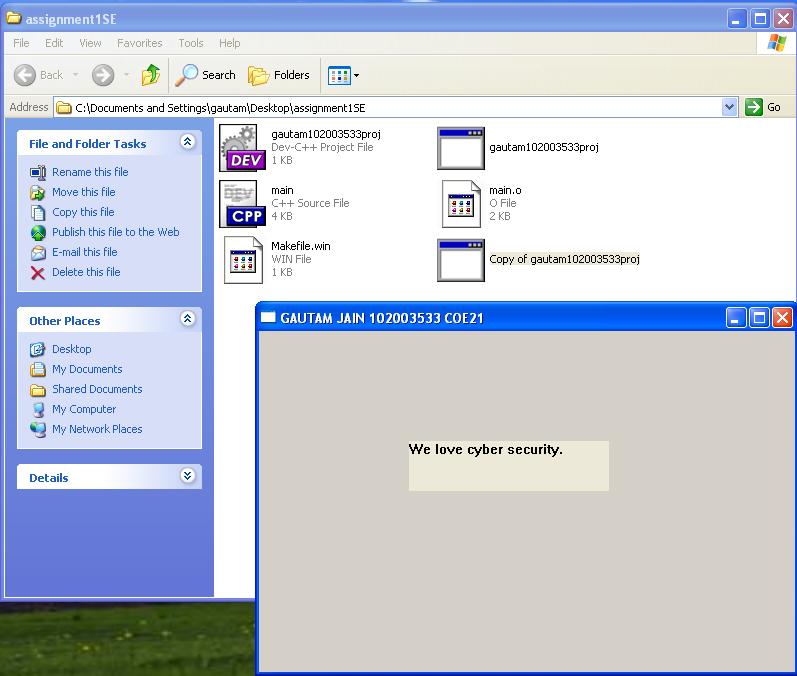 assignment1SE
File Edit View Favorites Tools Help
Back Search Folders
Address C:\Documents and Settings\gautam\Desktop\assignment1SE Go
File and Folder Tasks
Rename this file
Move this file
Copy this file
Publish this file to the Web
E-mail this file
Delete this file
Other Places
Desktop
My Documents
Shared Documents
My Computer
My Network Places
Details
DEV
gautam102003533proj
Dev-C++ Project File
1 KB
gautam102003533proj
DEV
CPP
main
C++ Source File
4 KB
main.o
O File
2 KB
Makefile.win
WIN File
1 KB
Copy of gautam102003533proj
GAUTAM JAIN 102003533 COE21
We love cyber security.